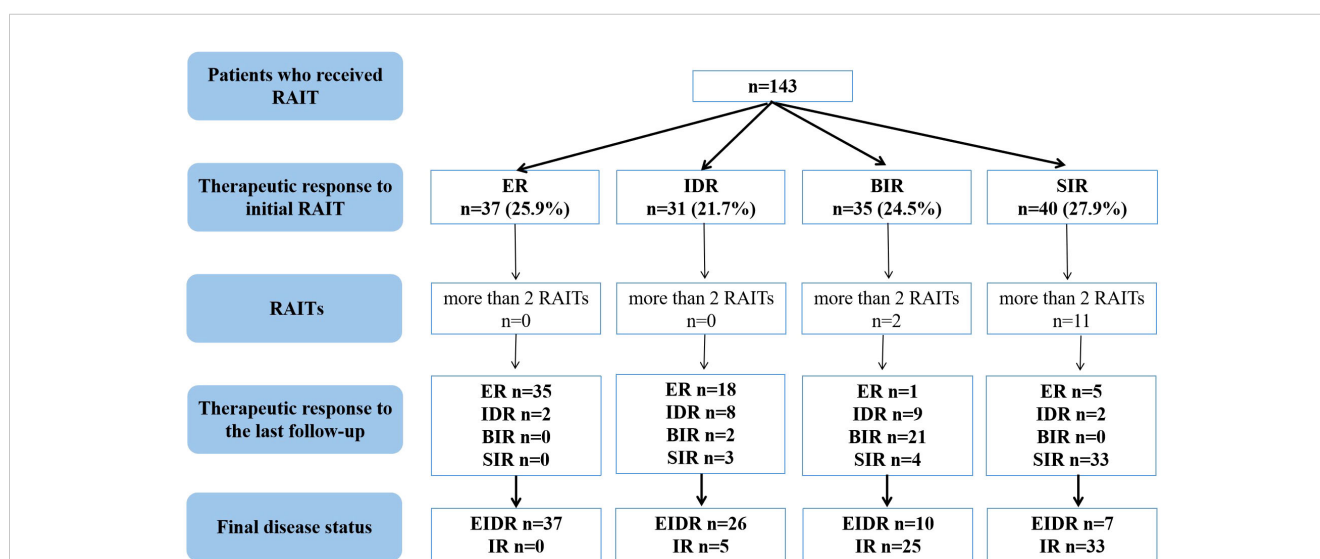 Patients who received
RAIT
n=143
Therapeutic response to
initial RAIT
ER
n=37 (25.9%)
IDR
n=31 (21.7%)
BIR
n=35 (24.5%)
SIR
n=40 (27.9%)
RAITs
more than 2 RAITs
n=0
more than 2 RAITs
n=0
more than 2 RAITs
n=2
more than 2 RAITs
n=11
Therapeutic response to
the last follow-up
ER n=35
IDR n=2
BIR n=0
SIR n=0
ER n=18
IDR n=8
BIR n=2
SIR n=3
ER n=1
IDR n=9
BIR n=21
SIR n=4
ER n=5
IDR n=2
BIR n=0
SIR n=33
Final disease status
EIDR n=37
IR n=0
EIDR n=26
IR n=5
EIDR n=10
IR n=25
EIDR n=7
IR n=33